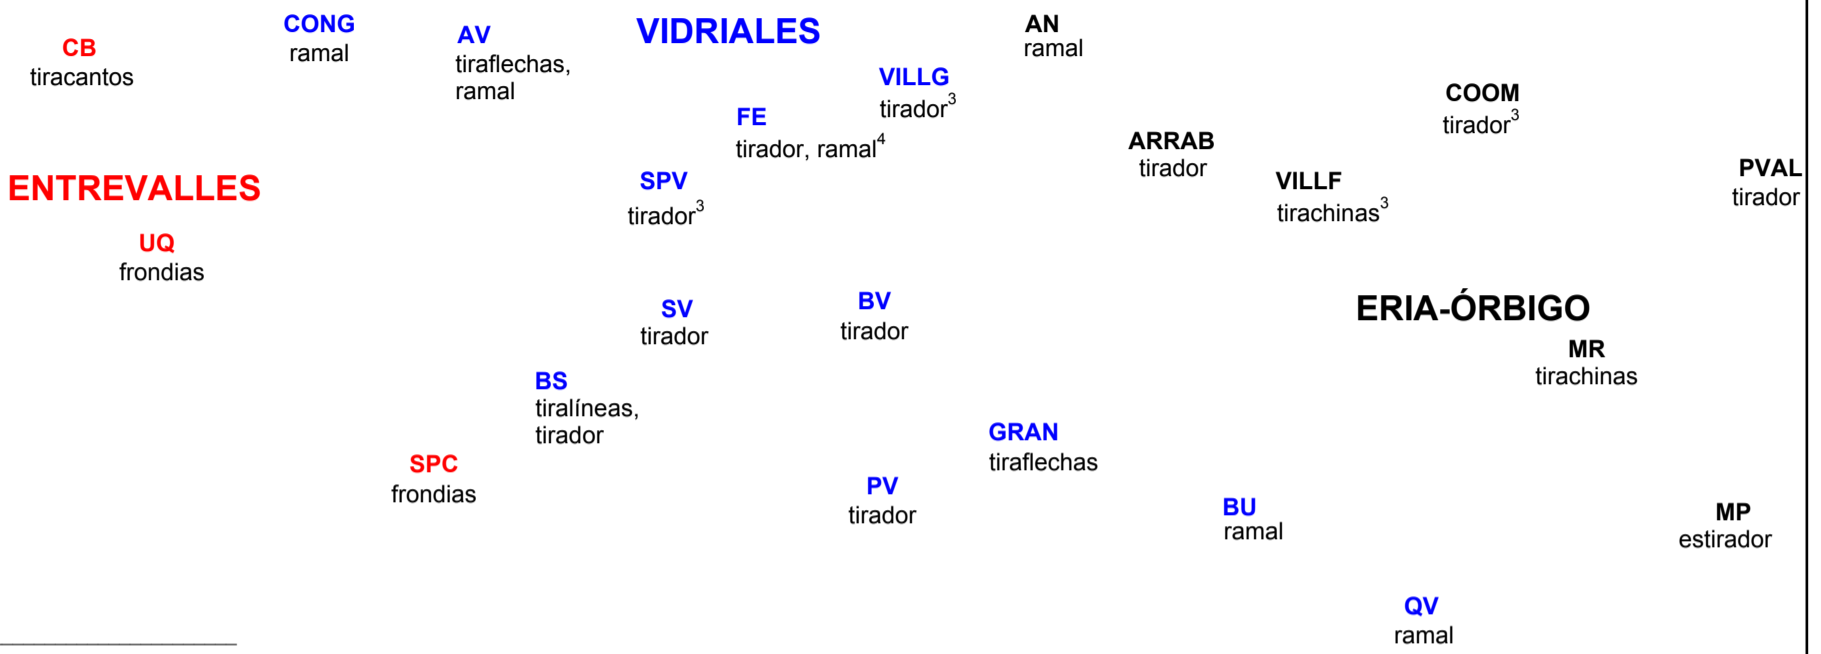 CONG
ramal
CB
tiracantos
AV
tiraflechas,
ramal
VIDRIALES
AN
ramal
VILLG
tirador³
FE
tirador, ramal⁴
COOM
tirador³
ARRAB
tirador
PVAL
tirador
ENTREVALLES
SPV
tirador³
VILLF
tirachinas³
UQ
frondias
SV
tirador
BV
tirador
ERIA-ÓRBIGO
MR
tirachinas
BS
tiralíneas,
tirador
GRAN
tiraflechas
SPC
frondias
PV
tirador
BU
ramal
MP
estirador
QV
ramal